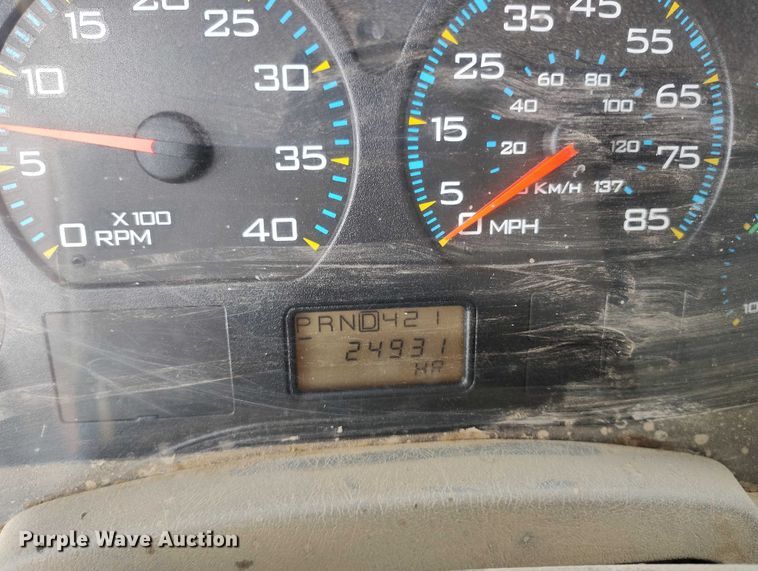 10 15 20 25 30
5 35
0 40
X100
RPM
15 25 35 45 55 65 75 85
5 0 MPH
20 40 60 80 100 120
KM/H 137
PRND421
24931
HR
Purple Wave Auction